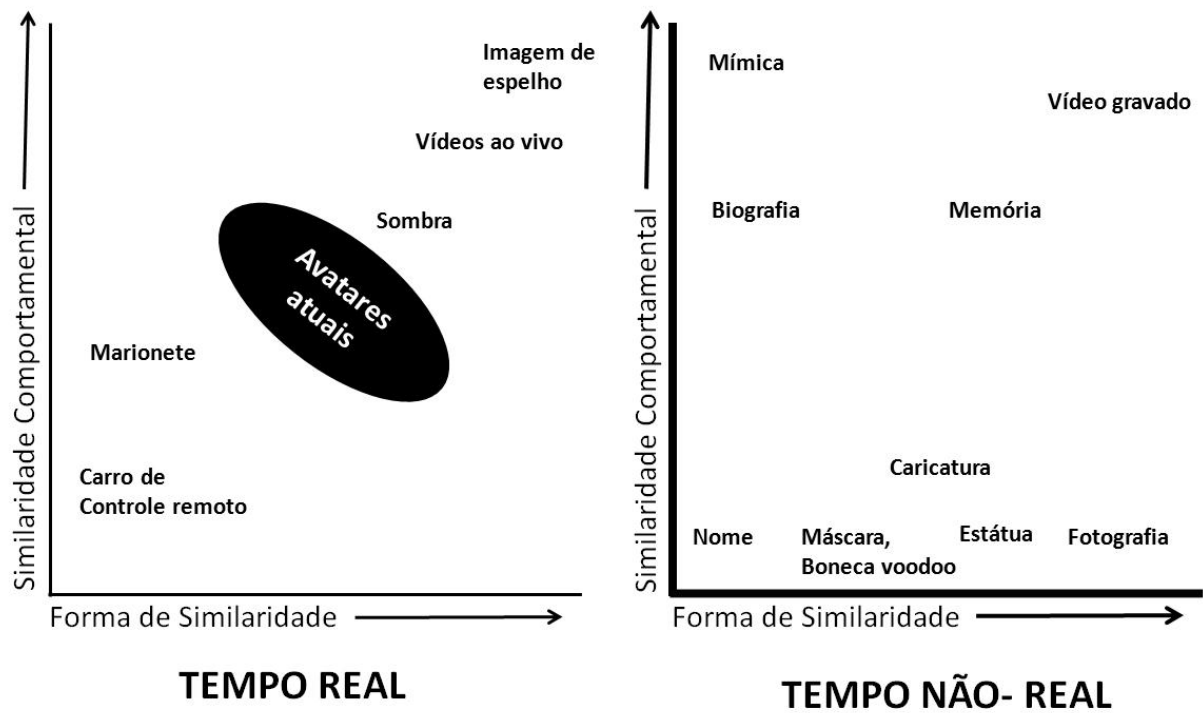 Similaridade Comportamental
Imagem de
espelho
Vídeos ao vivo
Sombra
Avatares
atuais
Marionete
Carro de
Controle remoto
Forma de Similaridade
TEMPO REAL
Similaridade Comportamental
Mímica
Vídeo gravado
Biografia
Memória
Caricatura
Nome
Máscara,
Boneca voodoo
Estátua
Fotografia
Forma de Similaridade
TEMPO NÃO- REAL